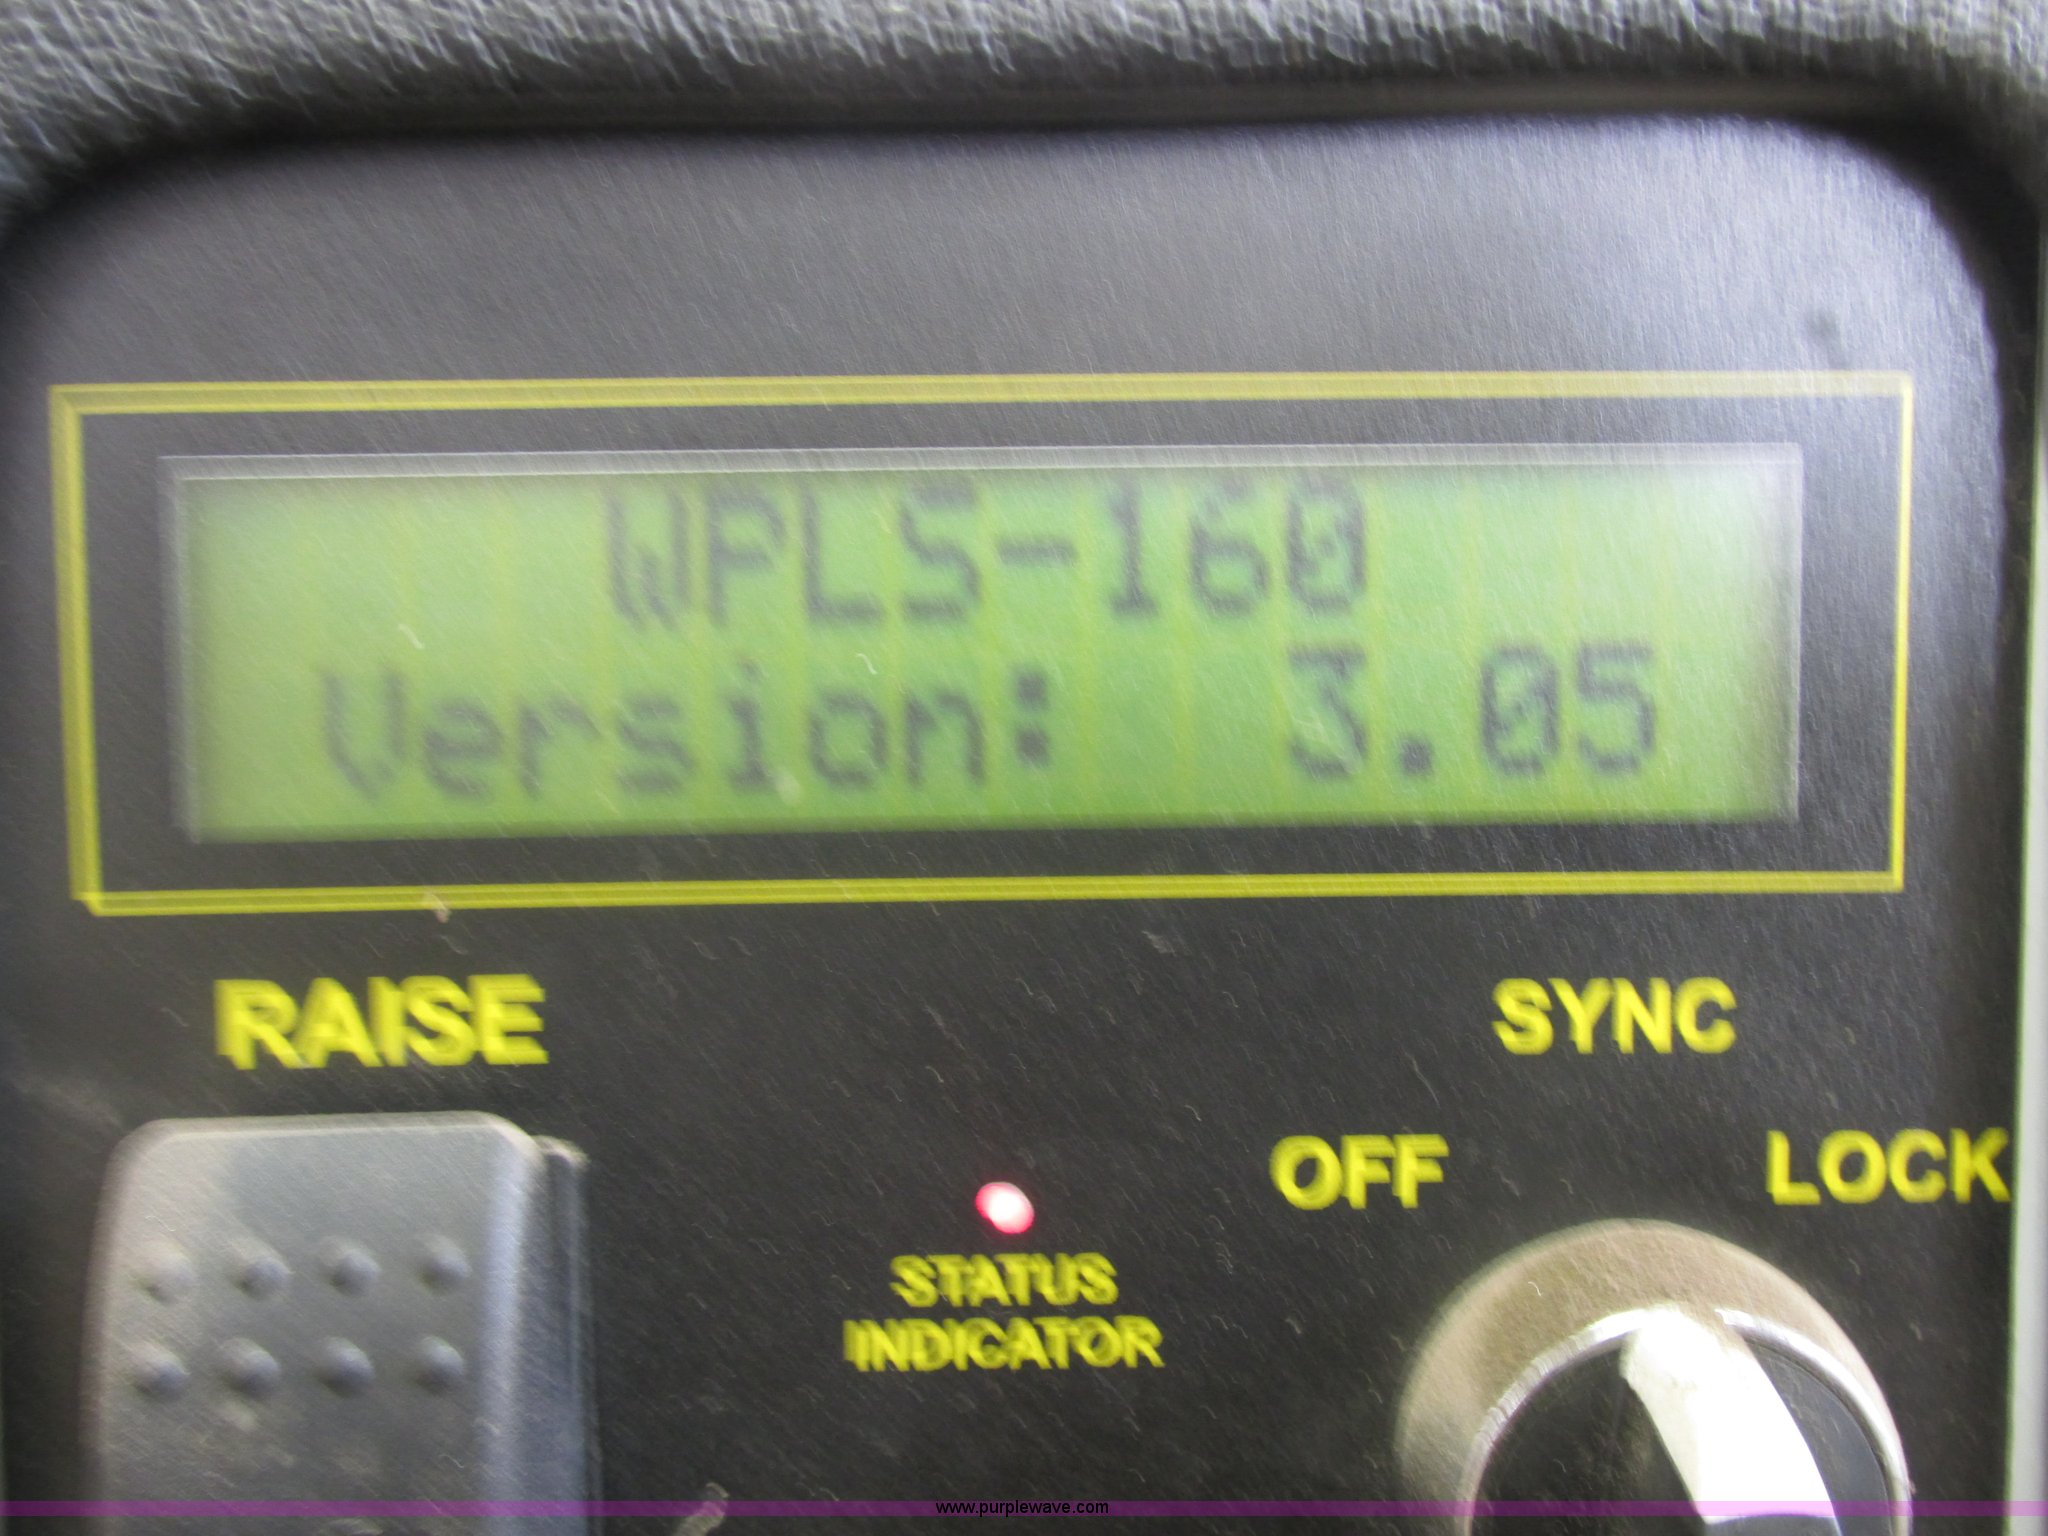 WPLS-160
Version: 3.05
RAISE
SYNC
OFF
LOCK
STATUS
INDICATOR
www.purplewave.com